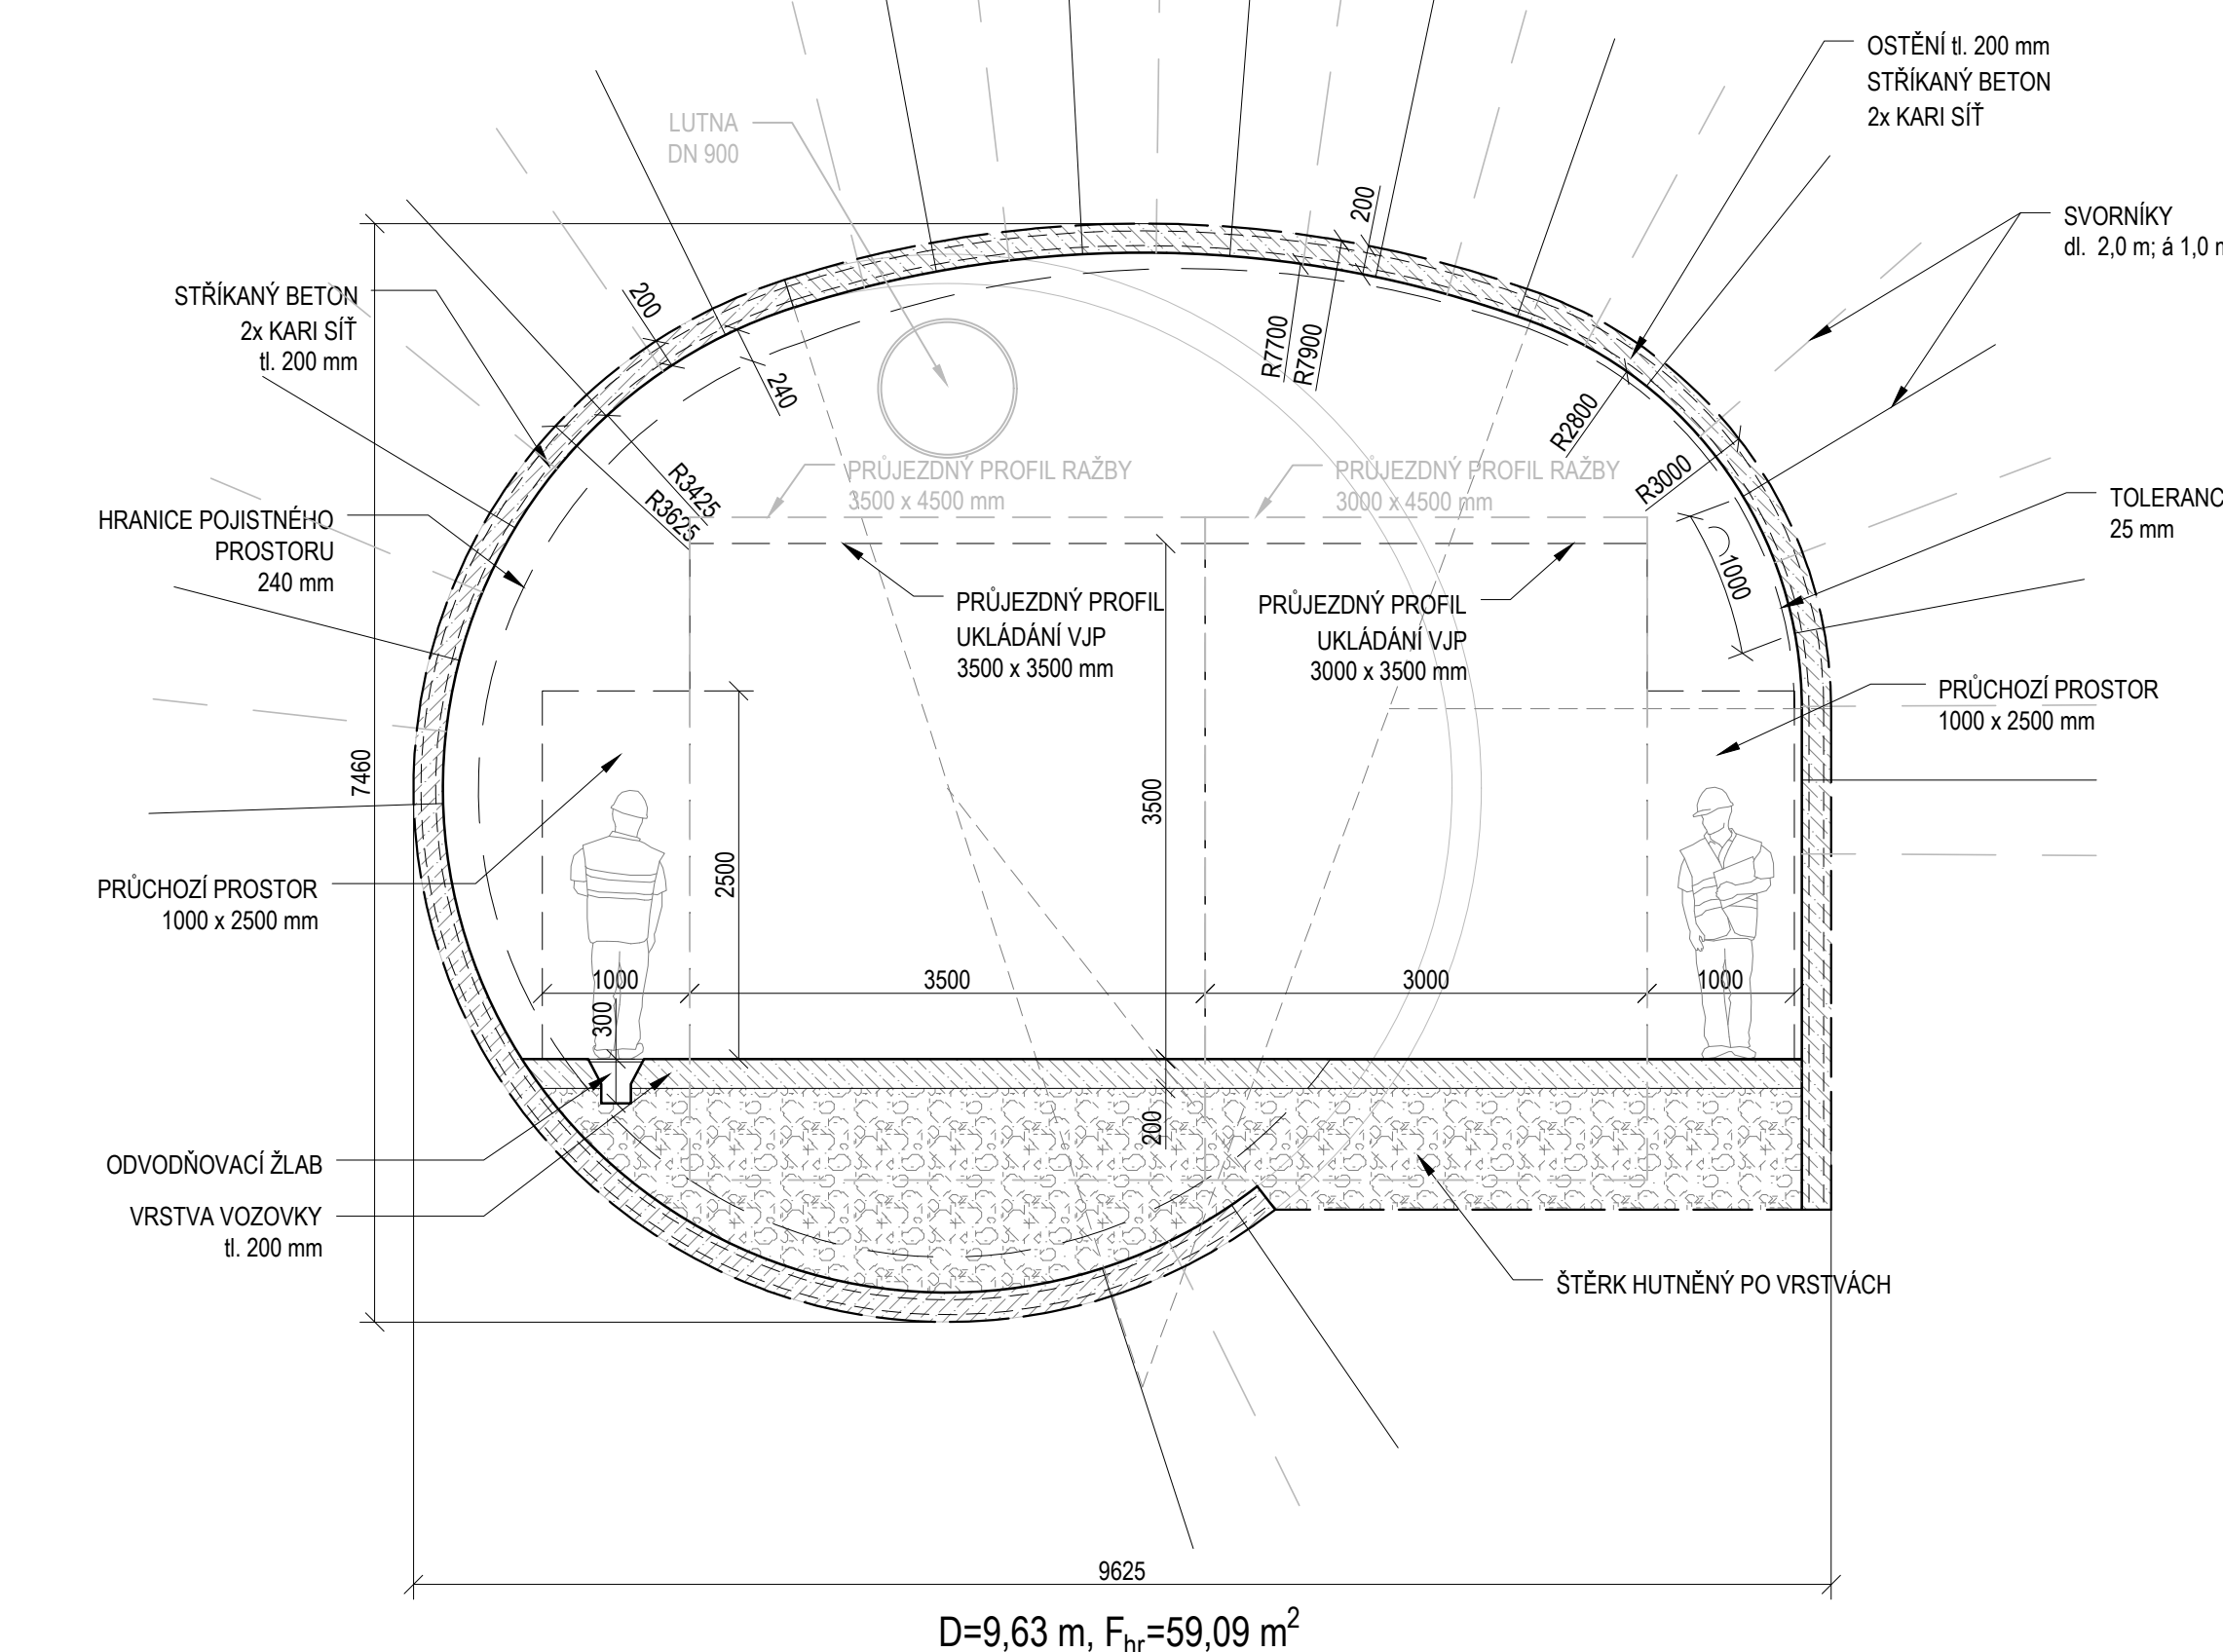 OSTĚNÍ tl. 200 mm
STŘÍKANÝ BETON
2x KARI SÍŤ
LUTNA
DN 900
200
SVORNÍKY
dl. 2,0 m; á 1,0 m
STŘÍKANÝ BETON
2x KARI SÍŤ
tl. 200 mm
200
240
R7700
R7900
R2800
R3000
R3425
R3625
PRŮJEZDNÝ PROFIL RAŽBY
3500 x 4500 mm
PRŮJEZDNÝ PROFIL RAŽBY
3000 x 4500 mm
HRANICE POJISTNÉHO
PROSTORU
240 mm
TOLERANC
25 mm
1000
PRŮJEZDNÝ PROFIL
UKLÁDÁNÍ VJP
3500 x 3500 mm
PRŮJEZDNÝ PROFIL
UKLÁDÁNÍ VJP
3000 x 3500 mm
PRŮCHOZÍ PROSTOR
1000 x 2500 mm
7460
3500
2500
PRŮCHOZÍ PROSTOR
1000 x 2500 mm
1000
3500
3000
1000
300
200
ODVODŇOVACÍ ŽLAB
VRSTVA VOZOVKY
tl. 200 mm
ŠTĚRK HUTNĚNÝ PO VRSTVÁCH
9625
D=9,63 m, Fhr=59,09 m²